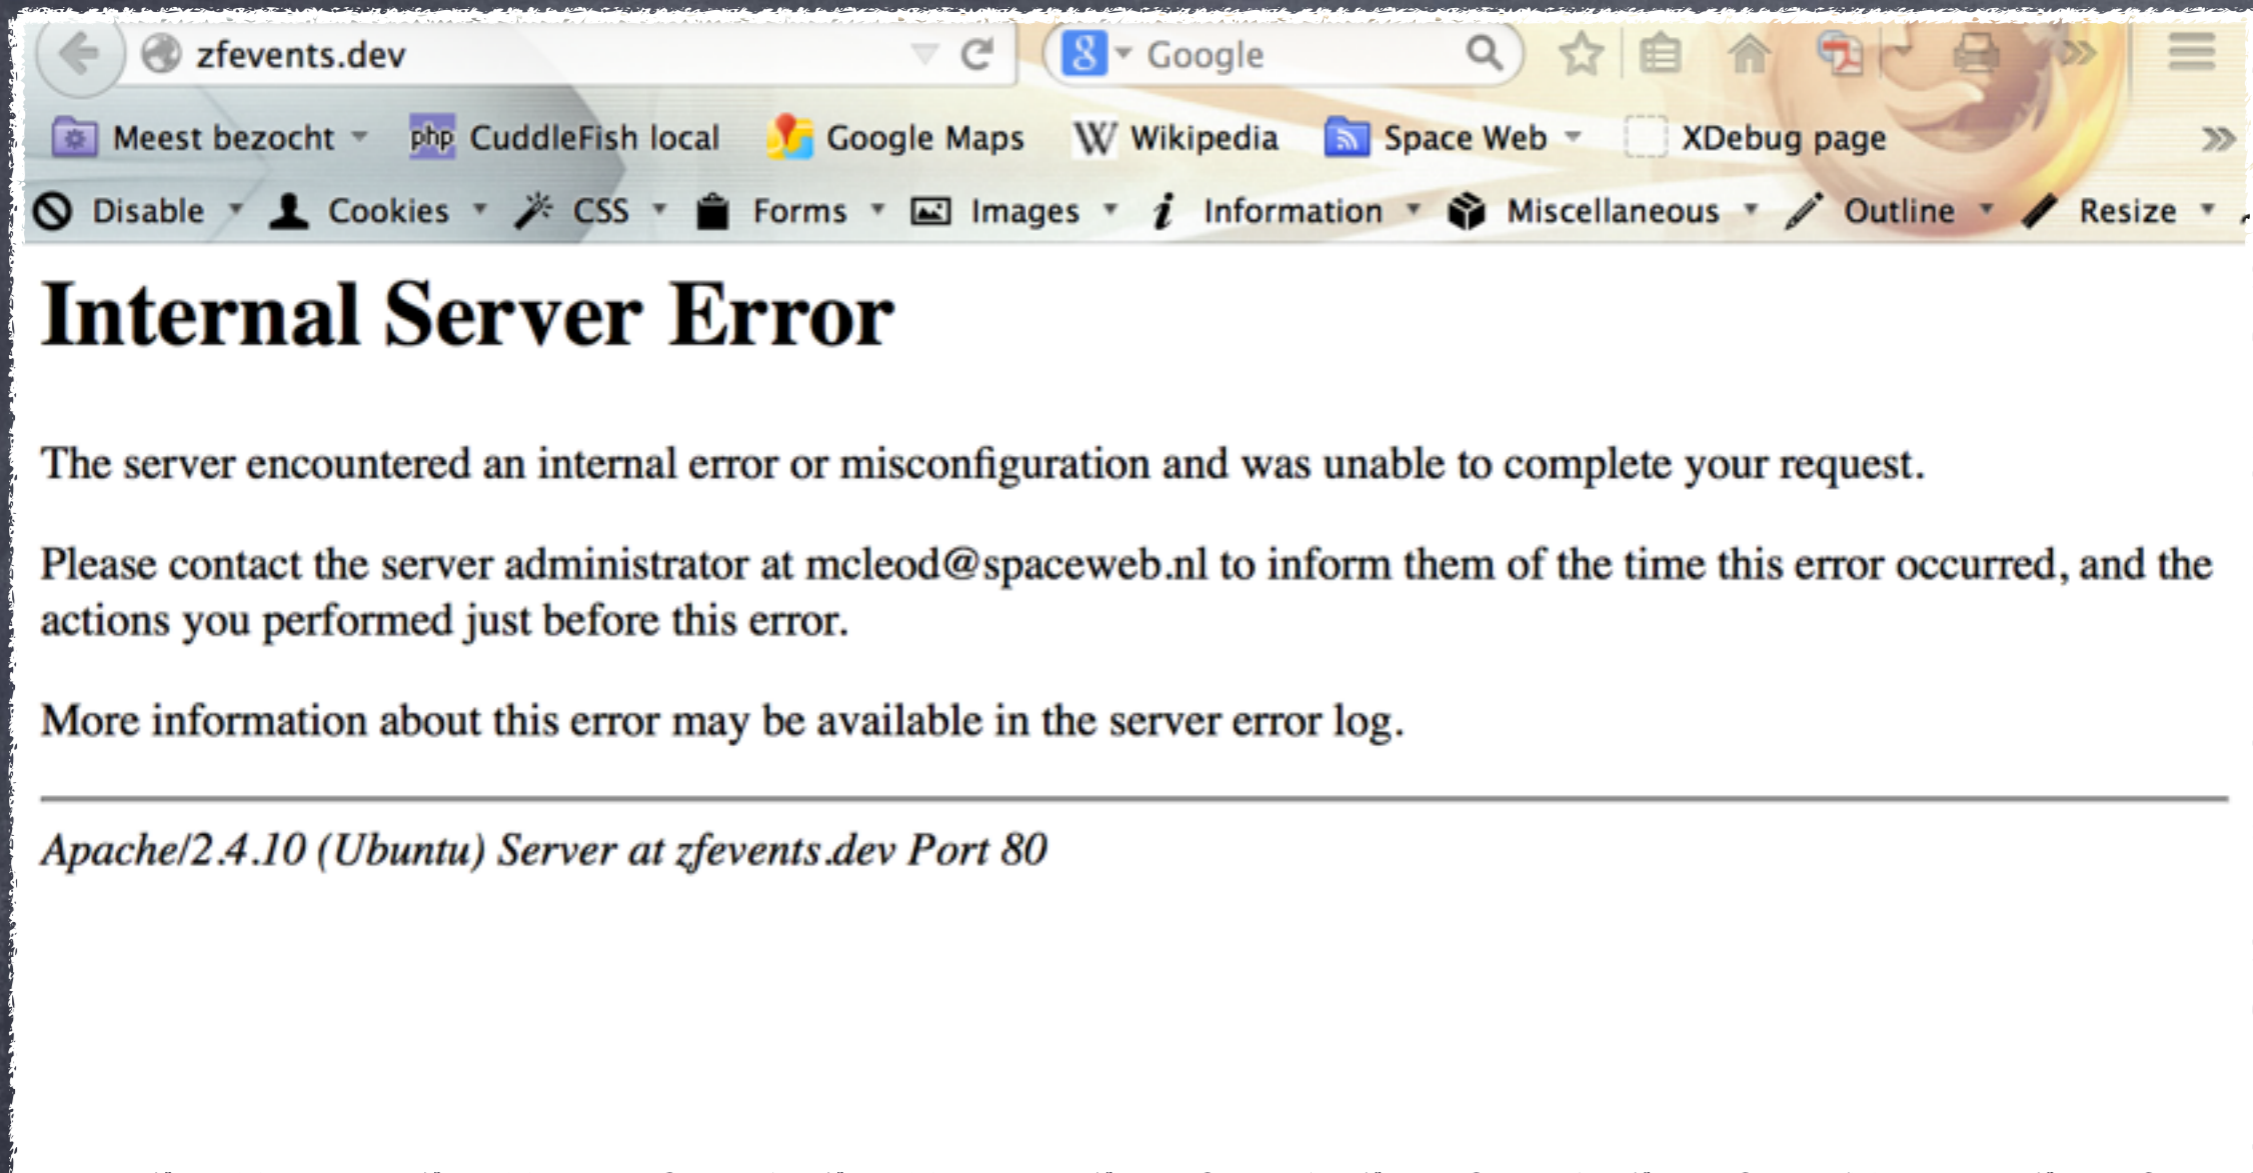 zfevents.dev
Google
Meest bezocht php CuddleFish local Google Maps W Wikipedia Space Web XDebug page
Disable Cookies CSS Forms Images Information Miscellaneous Outline Resize
Internal Server Error
The server encountered an internal error or misconfiguration and was unable to complete your request.
Please contact the server administrator at mcleod@spaceweb.nl to inform them of the time this error occurred, and the
actions you performed just before this error.
More information about this error may be available in the server error log.
Apache/2.4.10 (Ubuntu) Server at zfevents.dev Port 80